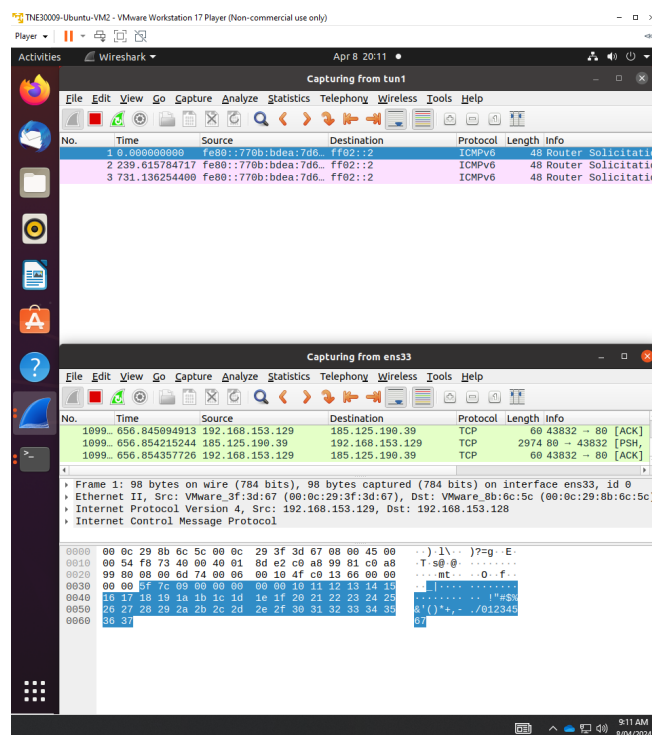 TNE30009-Ubuntu-VM2 - VMware Workstation 17 Player (Non-commercial use only)
Player
Activities Wireshark Apr 8 20:11
Capturing from tun1
File Edit View Go Capture Analyze Statistics Telephony Wireless Tools Help
No. Time Source Destination Protocol Length Info
1 0.000000000 fe80::770b:bdea:7d6… ff02::2 ICMPv6 48 Router Solicitati
2 239.615784717 fe80::770b:bdea:7d6… ff02::2 ICMPv6 48 Router Solicitati
3 731.136254400 fe80::770b:bdea:7d6… ff02::2 ICMPv6 48 Router Solicitati
Capturing from ens33
File Edit View Go Capture Analyze Statistics Telephony Wireless Tools Help
No. Time Source Destination Protocol Length Info
1099… 656.845094913 192.168.153.129 185.125.190.39 TCP 60 43832 → 80 [ACK]
1099… 656.854215244 185.125.190.39 192.168.153.129 TCP 2974 80 → 43832 [PSH,
1099… 656.854357726 192.168.153.129 185.125.190.39 TCP 60 43832 → 80 [ACK]
Frame 1: 98 bytes on wire (784 bits), 98 bytes captured (784 bits) on interface ens33, id 0
Ethernet II, Src: VMware_3f:3d:67 (00:0c:29:3f:3d:67), Dst: VMware_8b:6c:5c (00:0c:29:8b:6c:5c)
Internet Protocol Version 4, Src: 192.168.153.129, Dst: 192.168.153.128
Internet Control Message Protocol
0000 00 0c 29 8b 6c 5c 00 0c 29 3f 3d 67 08 00 45 00 ··)·l\·· )?=g··E·
0010 00 54 f8 73 40 00 40 01 8d e2 c0 a8 99 81 c0 a8 ·T·s@·@· ········
0020 99 80 08 00 6d 74 00 06 00 10 4f c0 13 66 00 00 ····mt·· ··O··f··
0030 00 00 5f 7c 09 00 00 00 00 00 10 11 12 13 14 15 ··_|···· ········
0040 16 17 18 19 1a 1b 1c 1d 1e 1f 20 21 22 23 24 25 ········ ·· !"#$%
0050 26 27 28 29 2a 2b 2c 2d 2e 2f 30 31 32 33 34 35 &'()*+,- ./012345
0060 36 37 67
9:11 AM
8/04/2024